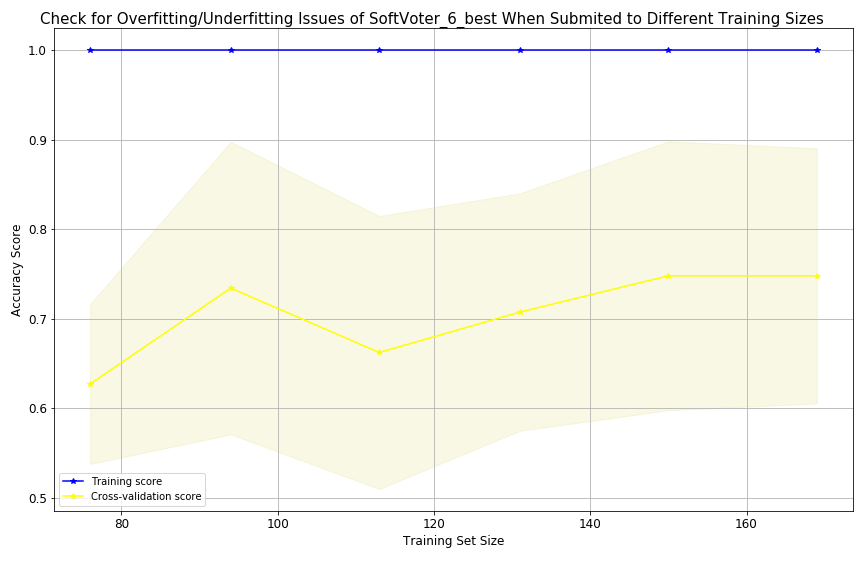 Check for Overfitting/Underfitting Issues of SoftVoter_6_best When Submited to Different Training Sizes
1.0
0.9
0.8
0.7
0.6
0.5
Accuracy Score
Training score
Cross-validation score
80
100
120
140
160
Training Set Size